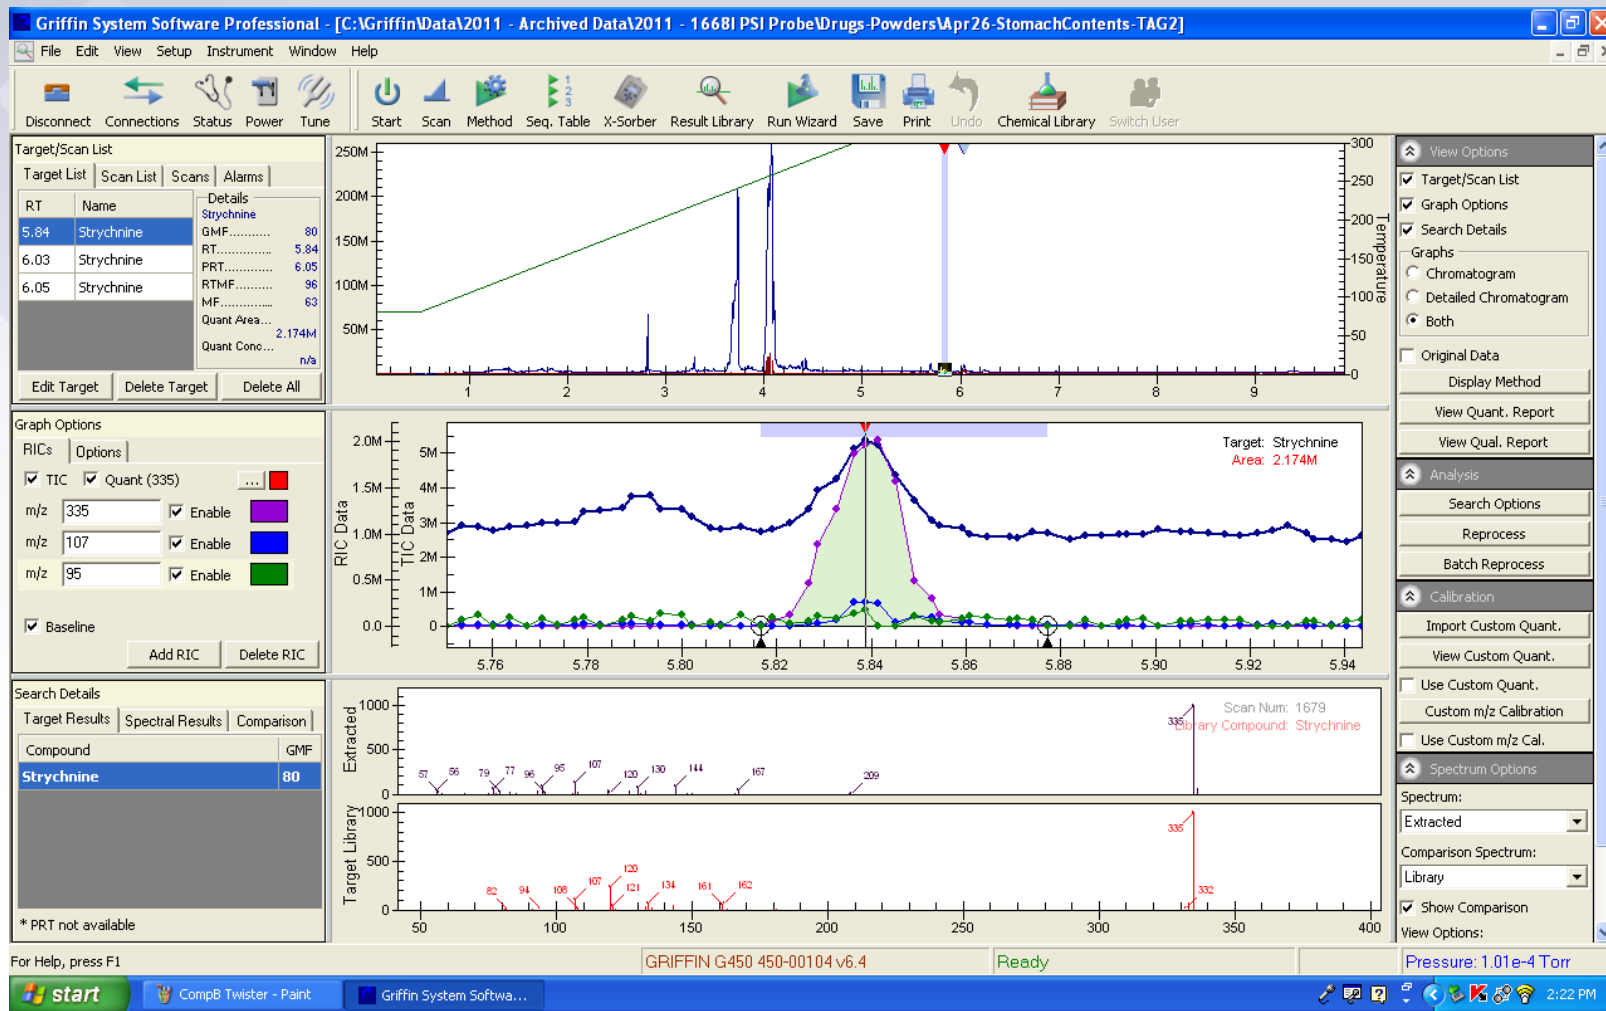 Griffin System Software Professional - [C:\Griffin\Data\2011 - Archived Data\2011 - 1668I PSI Probe\Drugs-Powders\Apr26-StomachContents-TAG2]
File Edit View Setup Instrument Window Help
Disconnect Connections Status Power Tune Start Scan Method Seq. Table X-Sorber Result Library Run Wizard Save Print Undo Chemical Library Switch User
Target/Scan List
Target List Scan List Scans Alarms
RT Name
5.84 Strychnine
6.03 Strychnine
6.05 Strychnine
Details
Strychnine
GMF.......... 80
RT............. 5.84
PRT............ 6.05
RTMF.......... 96
MF.............. 63
Quant Area...
2.174M
Quant Conc...
n/a
Edit Target Delete Target Delete All
250M
200M
150M
100M
50M
300
250
200
150
100
50
0
Temperature
1 2 3 4 5 6 7 8 9
Graph Options
RICs Options
TIC Quant (335) ...
m/z 335 Enable
m/z 107 Enable
m/z 95 Enable
Baseline
Add RIC Delete RIC
RIC Data
2.0M
1.5M
1.0M
0.5M
0.0
TIC Data
5M
4M
3M
2M
1M
0
Target: Strychnine
Area: 2.174M
5.76 5.78 5.80 5.82 5.84 5.86 5.88 5.90 5.92 5.94
Search Details
Target Results Spectral Results Comparison
Compound GMF
Strychnine 80
* PRT not available
Extracted
1000
500
0
Scan Num: 1679
Library Compound: Strychnine
57 56 79 77 96 95 107 120 130 144 167 209 335
Target Library
1000
500
0
82 94 108 107 120 121 134 161 162 335 332
50 100 150 200 250 300 350 400
View Options
Target/Scan List
Graph Options
Search Details
Graphs
Chromatogram
Detailed Chromatogram
Both
Original Data
Display Method
View Quant. Report
View Qual. Report
Analysis
Search Options
Reprocess
Batch Reprocess
Calibration
Import Custom Quant.
View Custom Quant.
Use Custom Quant.
Custom m/z Calibration
Use Custom m/z Cal.
Spectrum Options
Spectrum:
Extracted
Comparison Spectrum:
Library
Show Comparison
View Options:
For Help, press F1
GRIFFIN G450 450-00104 v6.4
Ready
Pressure: 1.01e-4 Torr
start
CompB Twister - Paint
Griffin System Softwa...
2:22 PM